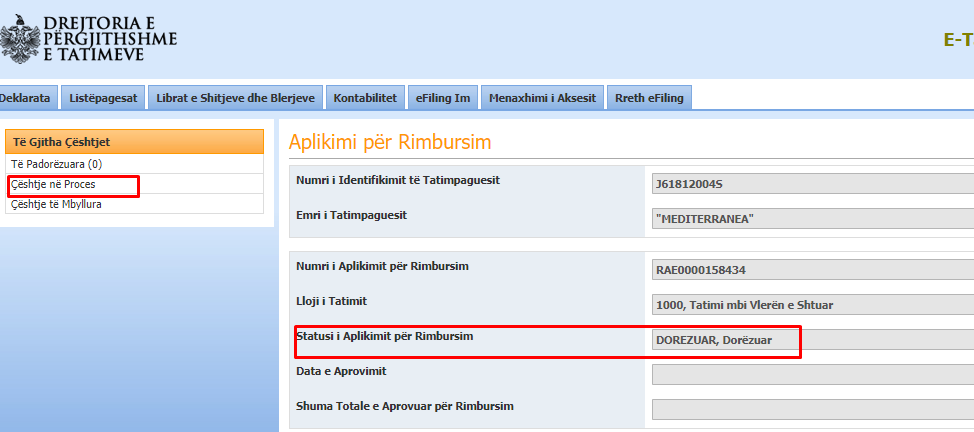 DREJTORIA E
PËRGJITHSHME
E TATIMEVE
E-T
Deklarata
Listëpagesat
Librat e Shitjeve dhe Blerjeve
Kontabilitet
eFiling Im
Menaxhimi i Aksesit
Rreth eFiling
Të Gjitha Çështjet
Të Padorëzuara (0)
Çështje në Proces
Çështje të Mbyllura
Aplikimi për Rimbursim
Numri i Identifikimit të Tatimpaguesit
J61812004S
Emri i Tatimpaguesit
"MEDITERRANEA"
Numri i Aplikimit për Rimbursim
RAE0000158434
Lloji i Tatimit
1000, Tatimi mbi Vlerën e Shtuar
Statusi i Aplikimit për Rimbursim
DOREZUAR, Dorëzuar
Data e Aprovimit
Shuma Totale e Aprovuar për Rimbursim